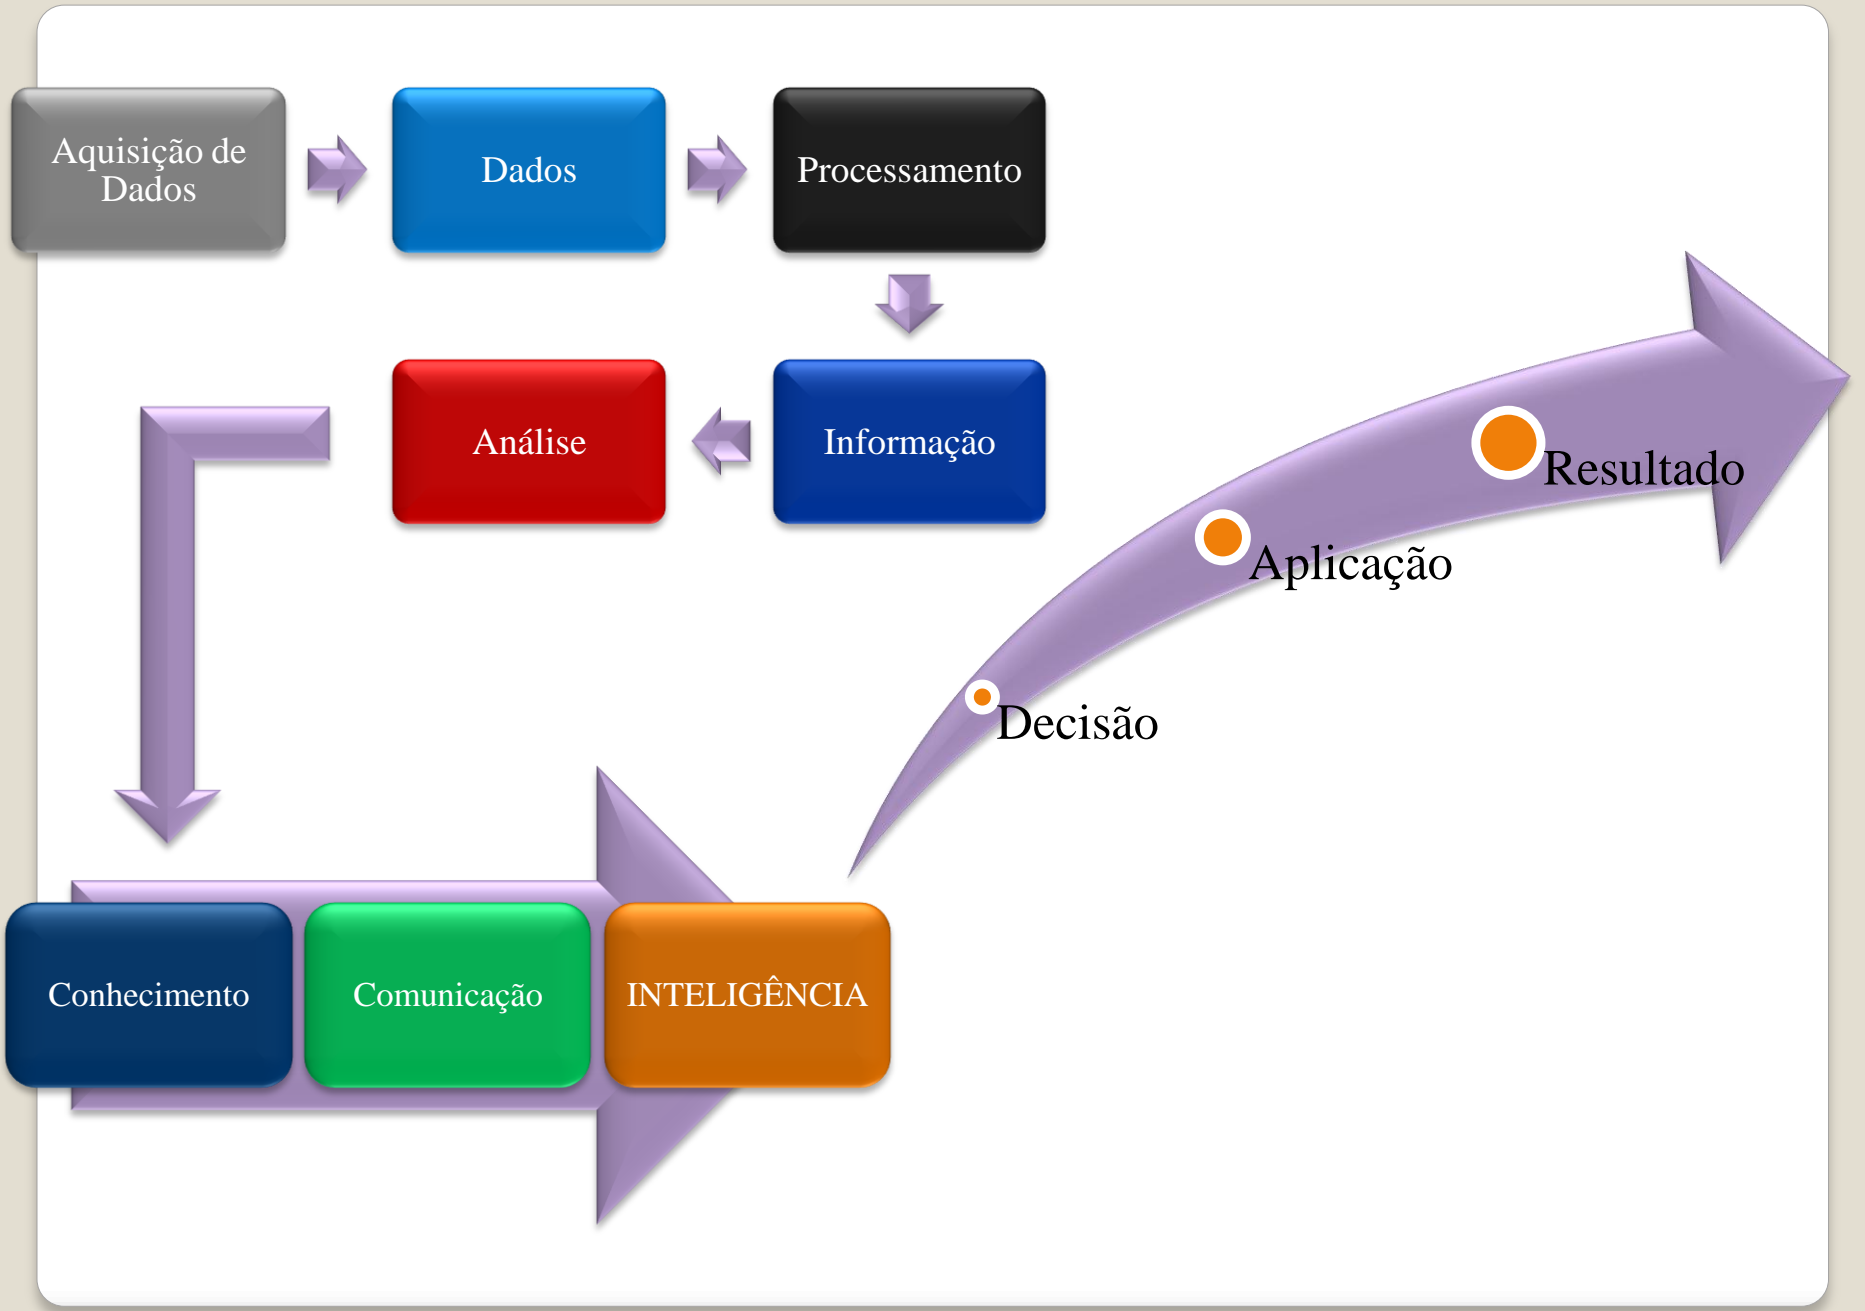 Aquisição de
Dados
Dados
Processamento
Informação
Análise
Conhecimento
Comunicação
INTELIGÊNCIA
Decisão
Aplicação
Resultado